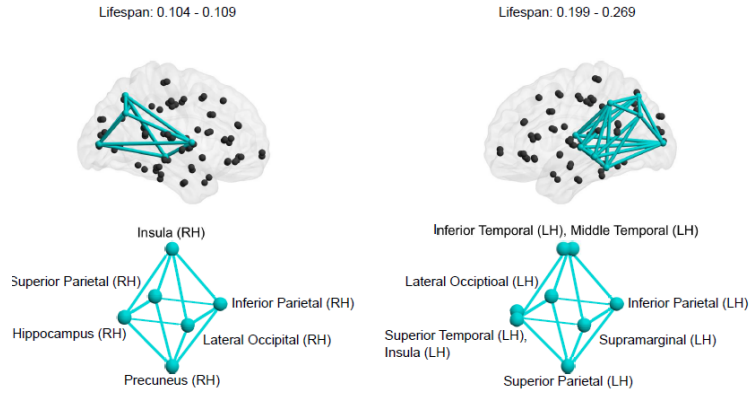 Lifespan: 0.104 - 0.109
Lifespan: 0.199 - 0.269
Insula (RH)
Superior Parietal (RH)
Inferior Parietal (RH)
Hippocampus (RH)
Lateral Occipital (RH)
Precuneus (RH)
Inferior Temporal (LH), Middle Temporal (LH)
Lateral Occiptioal (LH)
Inferior Parietal (LH)
Superior Temporal (LH),
Insula (LH)
Supramarginal (LH)
Superior Parietal (LH)